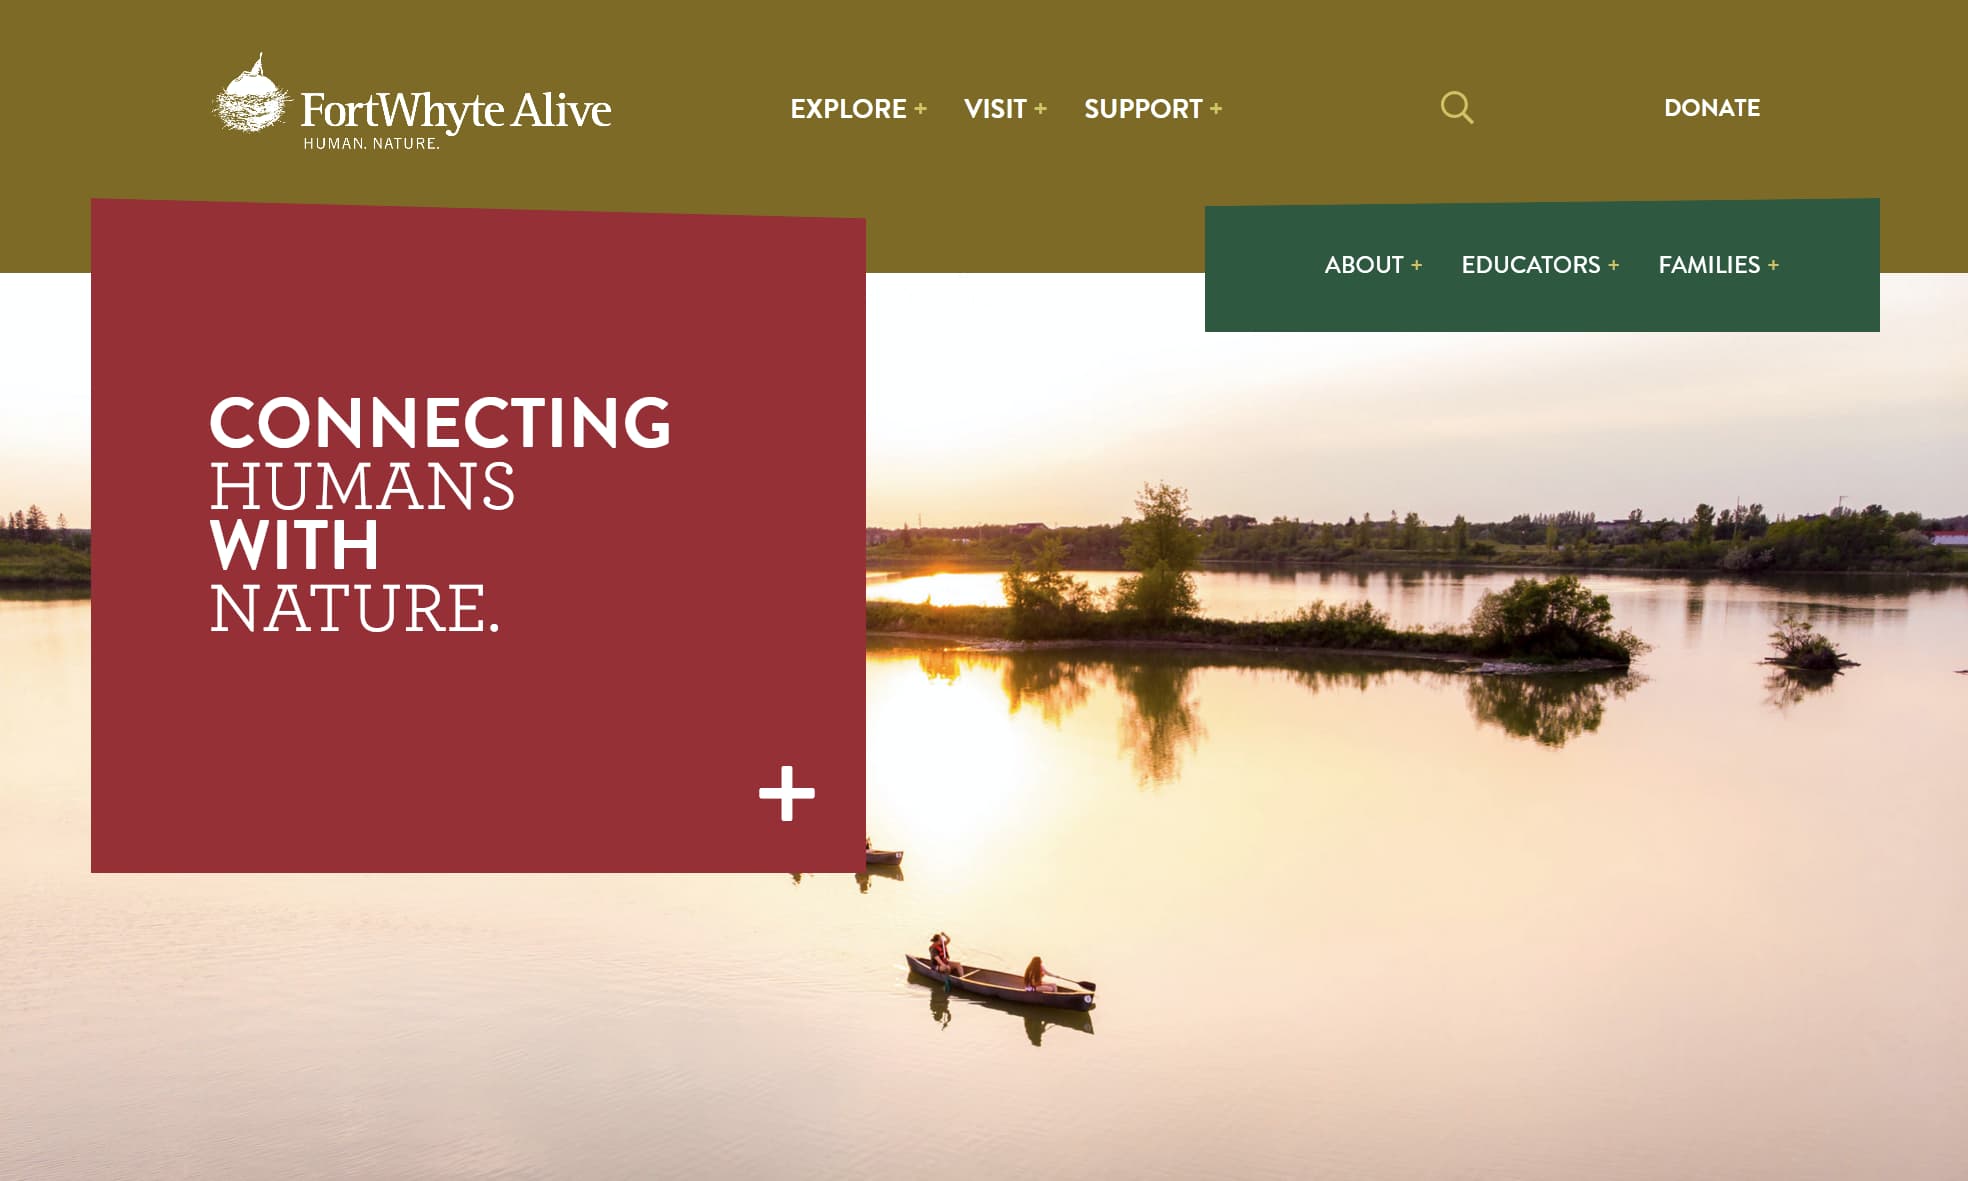 FortWhyte Alive
HUMAN. NATURE.
EXPLORE +
VISIT +
SUPPORT +
DONATE
ABOUT +
EDUCATORS +
FAMILIES +
CONNECTING
HUMANS
WITH
NATURE.
+